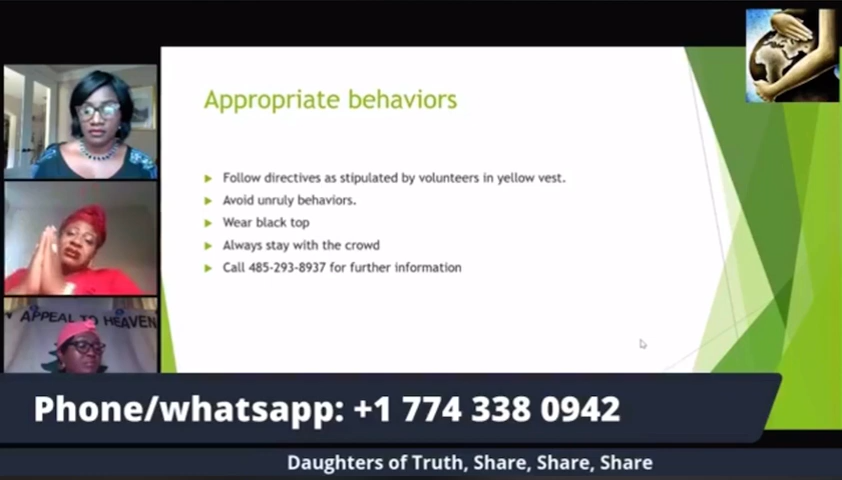 Appropriate behaviors
Follow directives as stipulated by volunteers in yellow vest.
Avoid unruly behaviors.
Wear black top
Always stay with the crowd
Call 485-293-8937 for further information
APPEAL TO HEAVEN
Phone/whatsapp: +1 774 338 0942
Daughters of Truth, Share, Share, Share